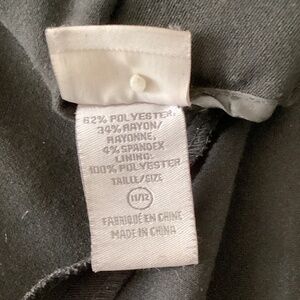 62% POLYESTER,
34% RAYON/
RAYONNE,
4% SPANDEX
LINING:
100% POLYESTER
TAILLE/SIZE
11/12
FABRIQUÉ EN CHINE
MADE IN CHINA